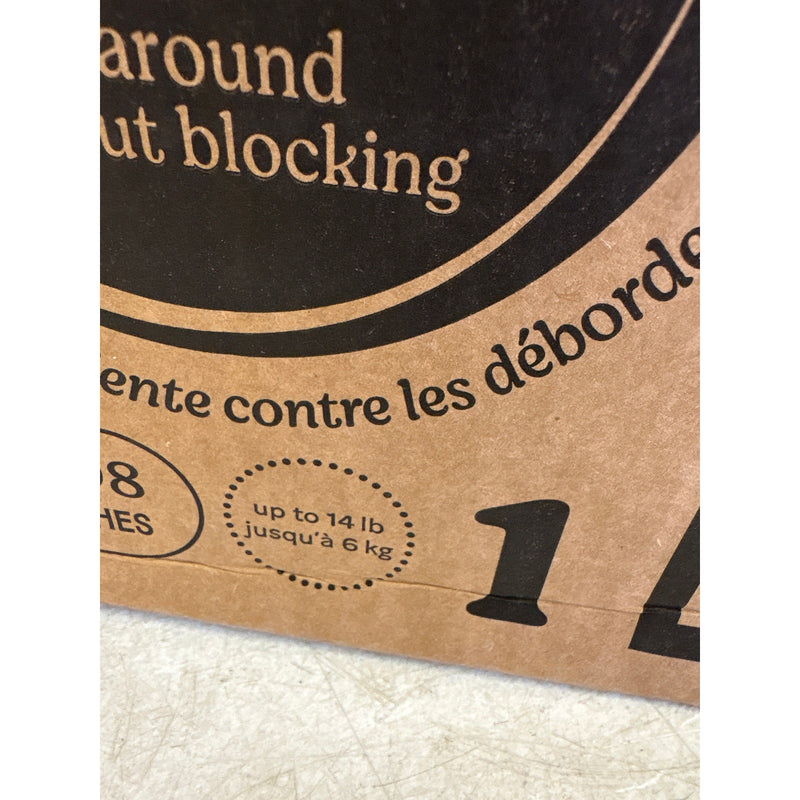 around
ut blocking
ente contre les déborde
8
HES
up to 14 lb
jusqu'à 6 kg
1